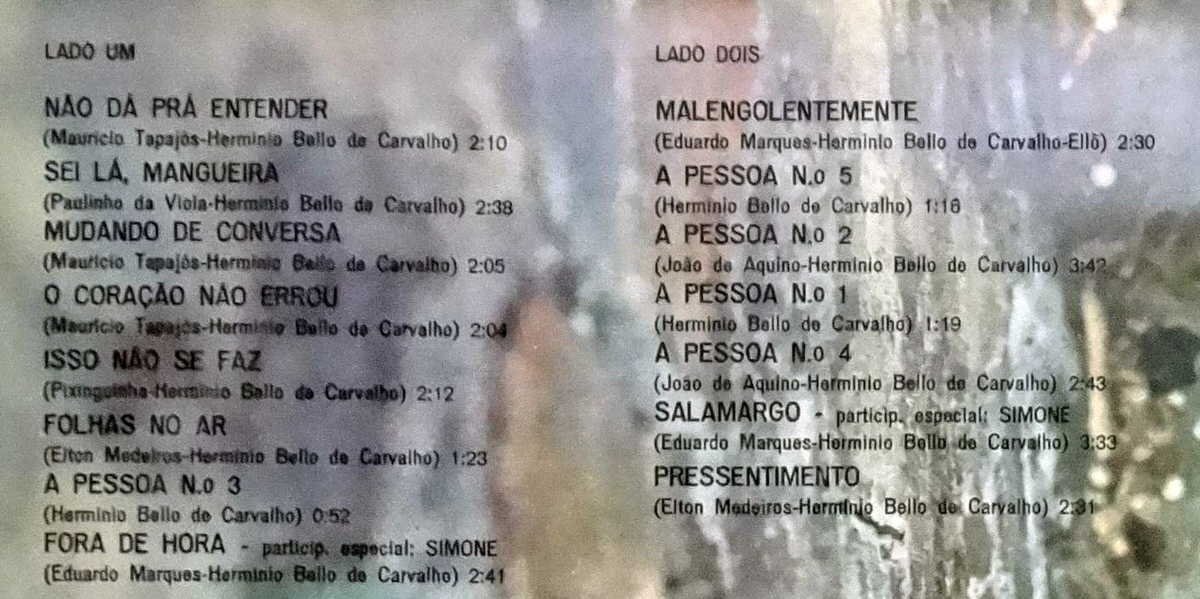 LADO UM
NÃO DÁ PRÁ ENTENDER
(Maurício Tapajós-Herminio Bello de Carvalho) 2:10
SEI LÁ, MANGUEIRA
(Paulinho da Viola-Herminio Bello de Carvalho) 2:38
MUDANDO DE CONVERSA
(Maurício Tapajós-Herminio Bello de Carvalho) 2:05
O CORAÇÃO NÃO ERROU
(Maurício Tapajós-Herminio Bello de Carvalho) 2:04
ISSO NÃO SE FAZ
(Pixinguinha-Herminio Bello de Carvalho) 2:12
FOLHAS NO AR
(Elton Medeiros-Herminio Bello de Carvalho) 1:23
A PESSOA N.o 3
(Herminio Bello de Carvalho) 0:52
FORA DE HORA - particip. especial: SIMONE
(Eduardo Marques-Herminio Bello de Carvalho) 2:41
LADO DOIS
MALENGOLENTEMENTE
(Eduardo Marques-Herminio Bello de Carvalho-Ellô) 2:30
A PESSOA N.o 5
(Herminio Bello de Carvalho) 1:16
A PESSOA N.o 2
(João de Aquino-Herminio Bello de Carvalho) 3:42
A PESSOA N.o 1
(Herminio Bello de Carvalho) 1:19
A PESSOA N.o 4
(João de Aquino-Herminio Bello de Carvalho) 2:43
SALAMARGO - particip. especial: SIMONE
(Eduardo Marques-Herminio Bello de Carvalho) 3:33
PRESSENTIMENTO
(Elton Medeiros-Herminio Bello de Carvalho) 2:31